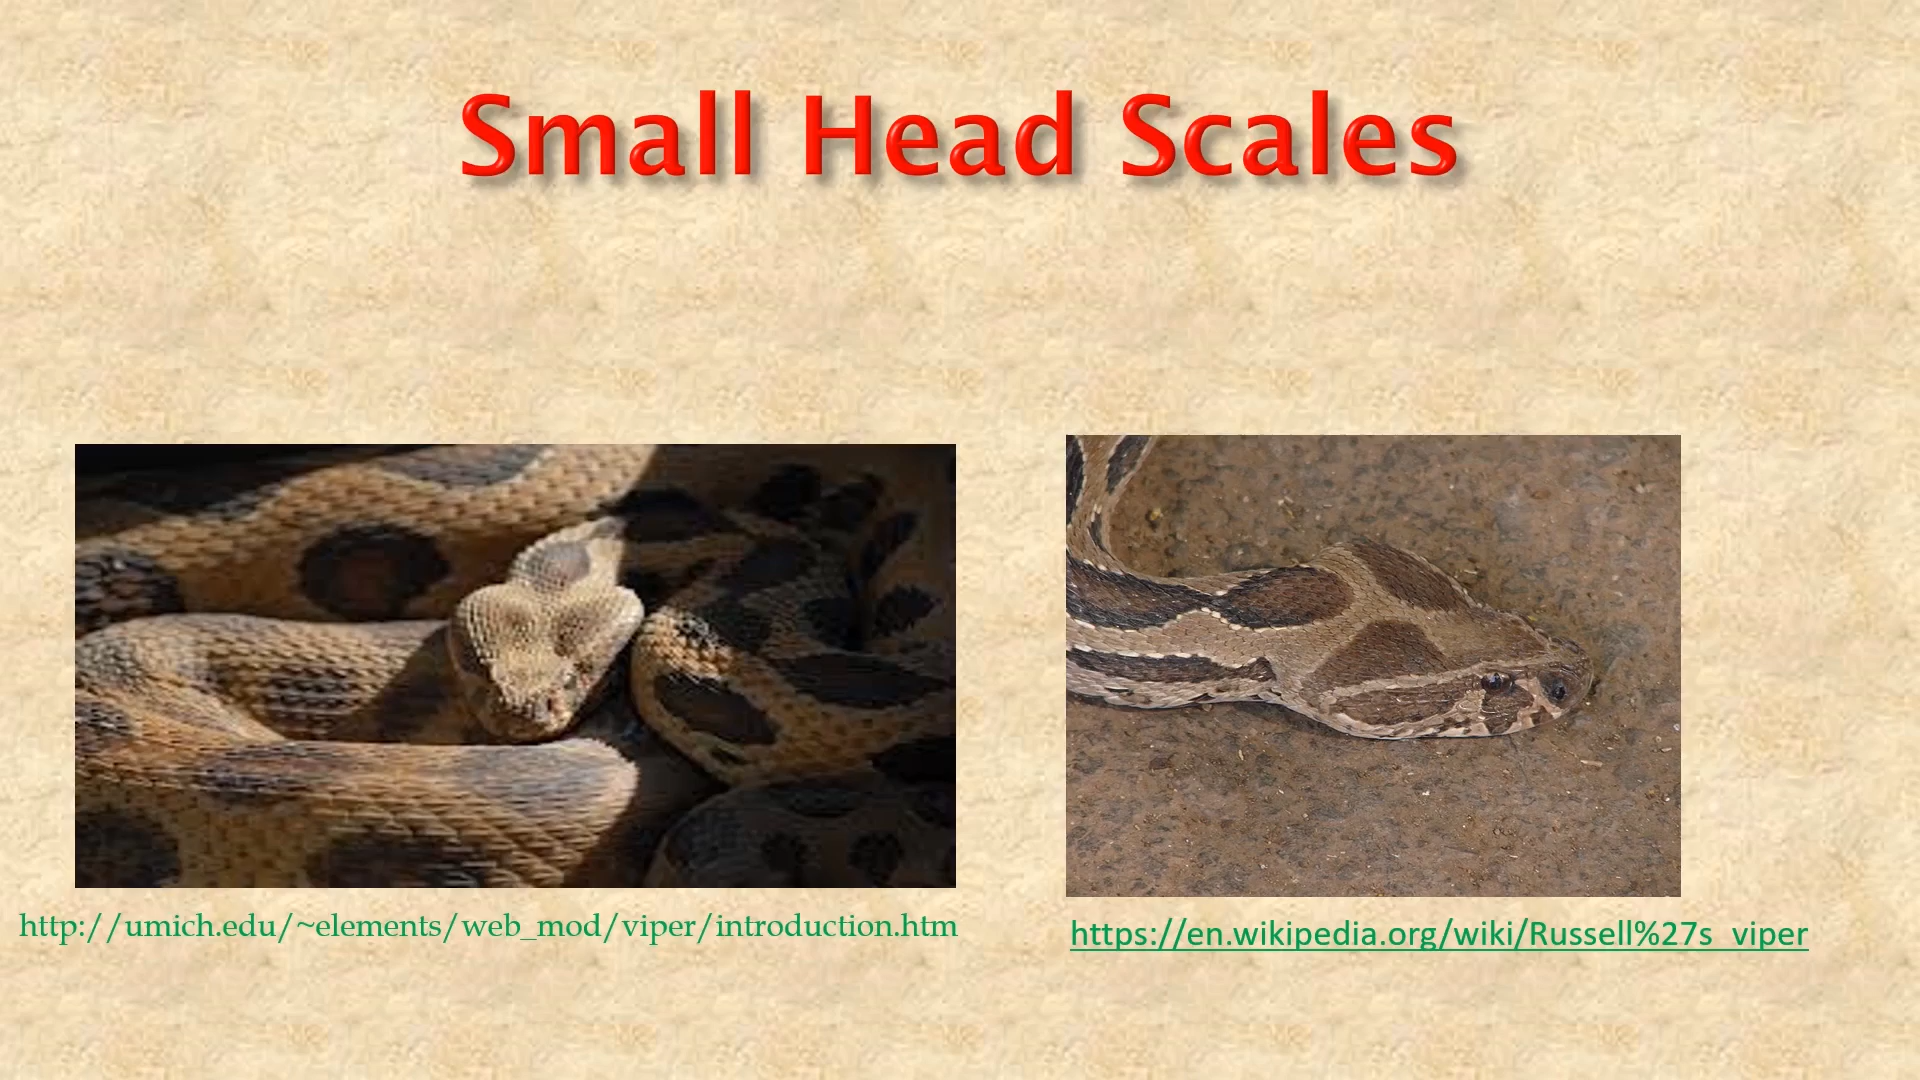 Small Head Scales
http://umich.edu/~elements/web_mod/viper/introduction.htm
https://en.wikipedia.org/wiki/Russell%27s_viper